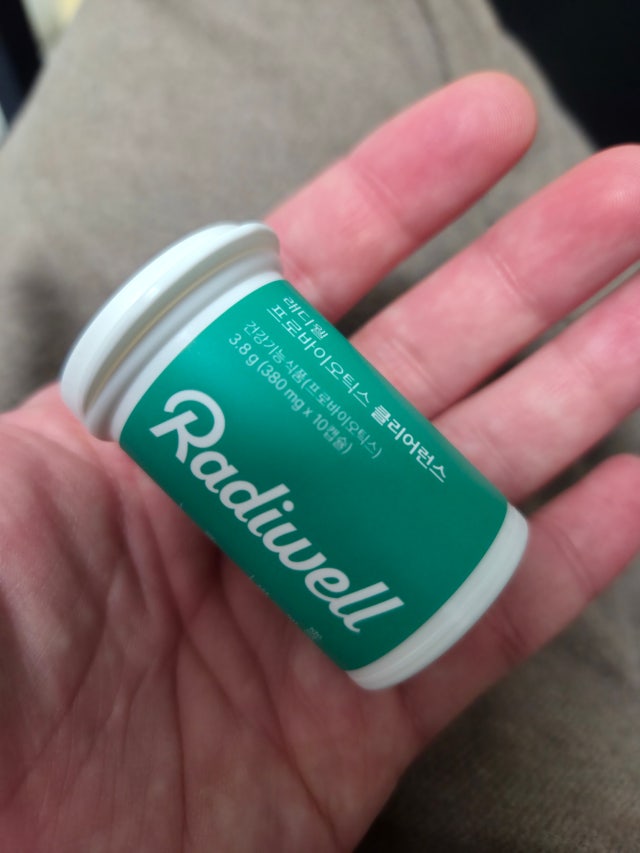 래디웰
프로바이오틱스 클리어런스
건강기능식품(프로바이오틱스)
3.8 g (380 mg x 10캡슐)
Radiwell